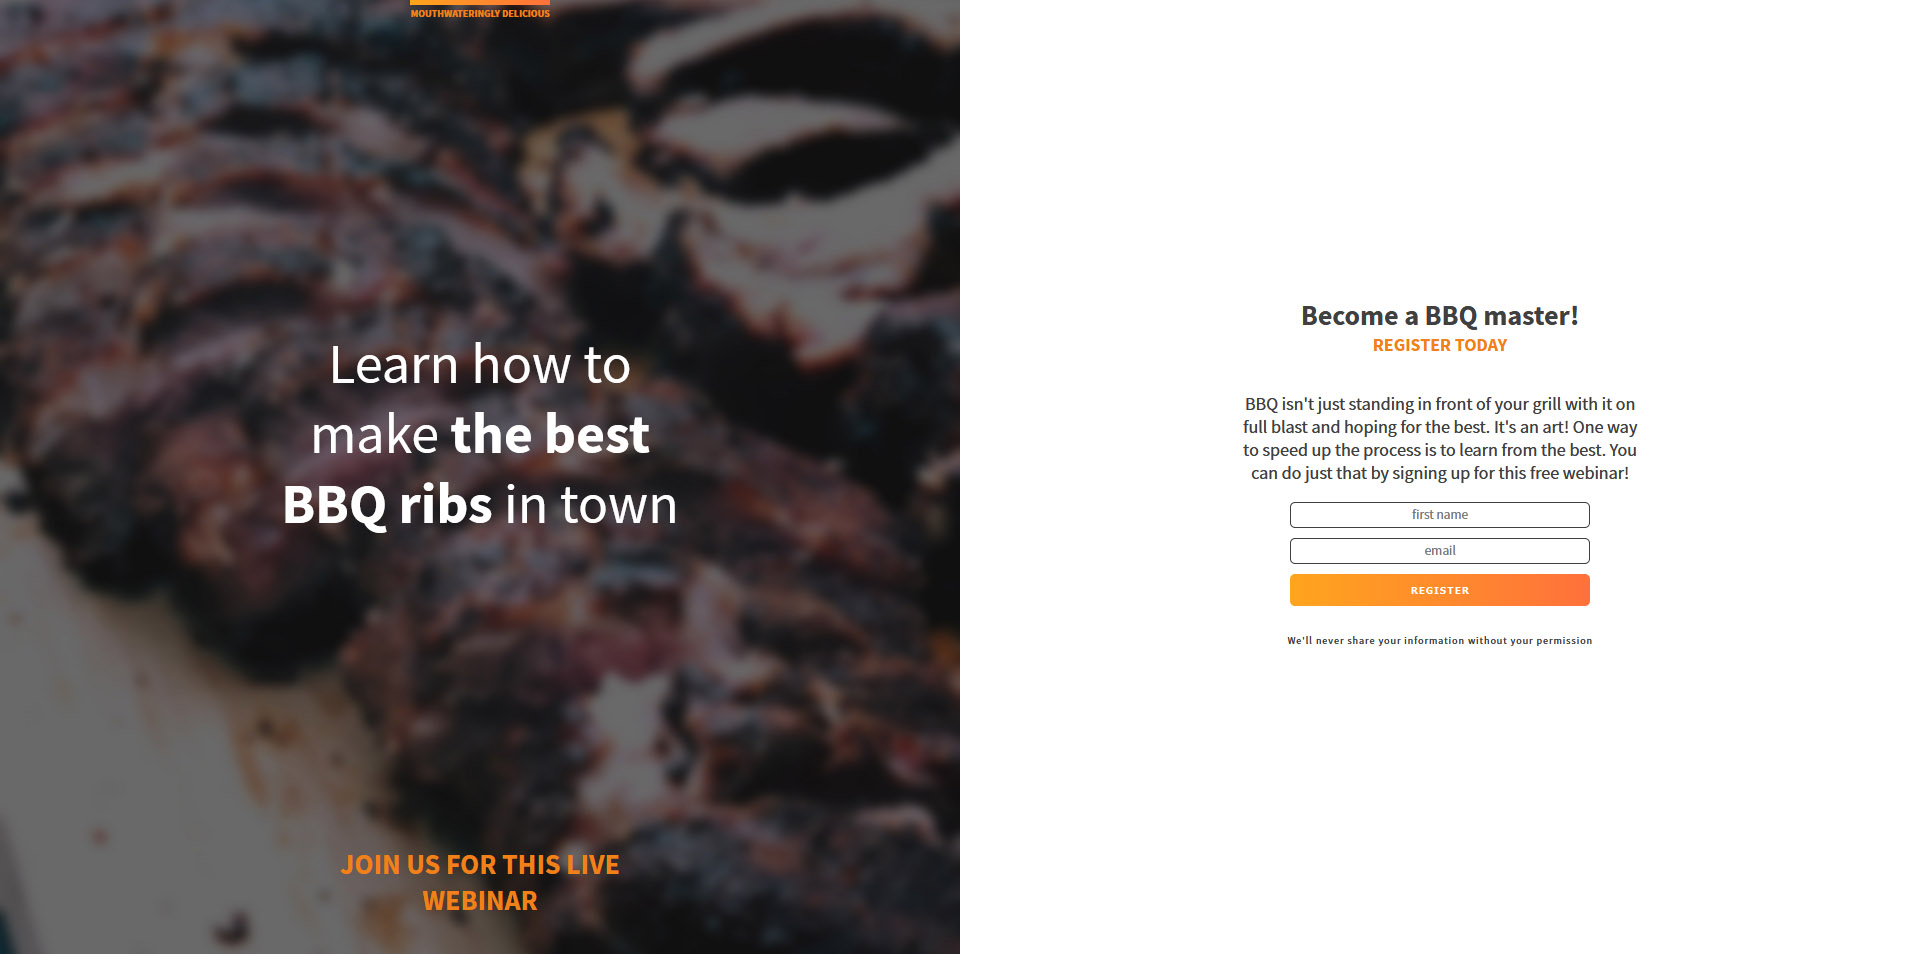 MOUTHWATERINGLY DELICIOUS
Learn how to
make the best
BBQ ribs in town
JOIN US FOR THIS LIVE
WEBINAR
Become a BBQ master!
REGISTER TODAY
BBQ isn't just standing in front of your grill with it on
full blast and hoping for the best. It's an art! One way
to speed up the process is to learn from the best. You
can do just that by signing up for this free webinar!
first name
email
REGISTER
We'll never share your information without your permission